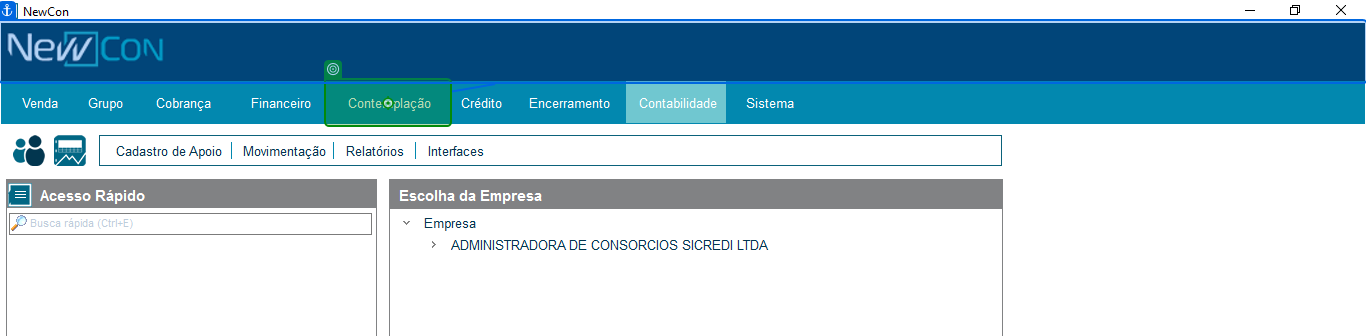 NewCon
NewCon
Venda Grupo Cobrança Financeiro Contemplação Crédito Encerramento Contabilidade Sistema
Cadastro de Apoio Movimentação Relatórios Interfaces
Acesso Rápido Escolha da Empresa
Busca rápida (Ctrl+E) Empresa
ADMINISTRADORA DE CONSORCIOS SICREDI LTDA